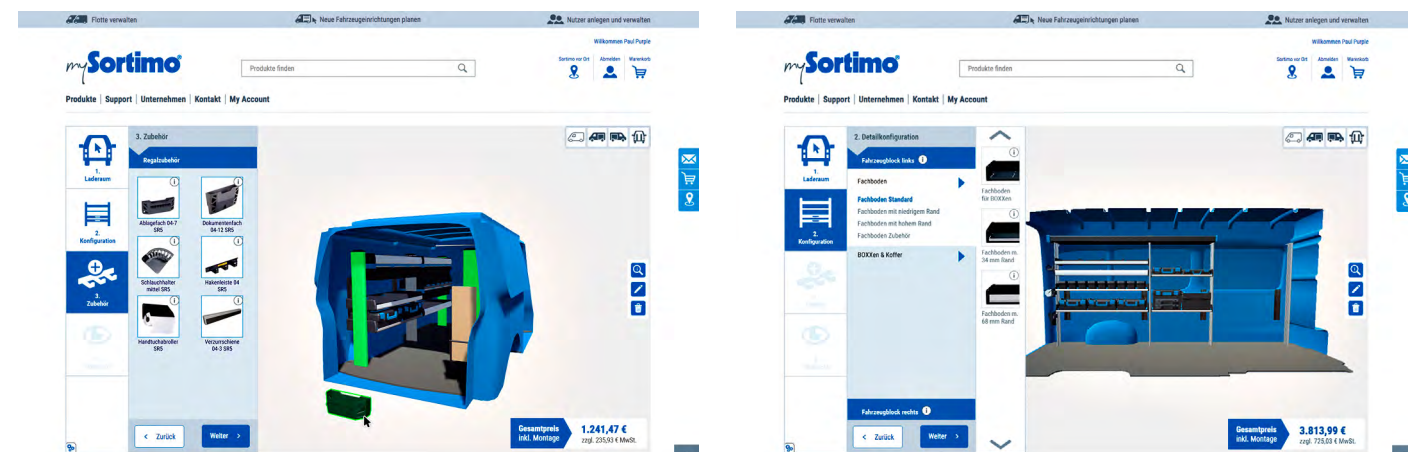 Flotte verwalten
Neue Fahrzeugeinrichtungen planen
Nutzer anlegen und verwalten
Willkommen Paul Purple
mySortimo
Produkte finden
Sortimo vor Ort
Abmelden
Warenkorb
Produkte | Support | Unternehmen | Kontakt | My Account
1.
Laderaum
2.
Konfiguration
3.
Zubehör
3. Zubehör
Regalzubehör
Ablagefach 04-7
SR5
Dokumentenfach
04-12 SR5
Schlauchhalter
mittel SR5
Hakenleiste 04
SR5
Handtuchabroller
SR5
Verzurrschiene
04-3 SR5
< Zurück
Weiter >
Gesamtpreis
inkl. Montage
1.241,47 €
zzgl. 235,93 € MwSt.
Flotte verwalten
Neue Fahrzeugeinrichtungen planen
Nutzer anlegen und verwalten
Willkommen Paul Purple
mySortimo
Produkte finden
Sortimo vor Ort
Abmelden
Warenkorb
Produkte | Support | Unternehmen | Kontakt | My Account
1.
Laderaum
2.
Konfiguration
2. Detailkonfiguration
Fahrzeugblock links
Fachboden
Fachboden Standard
Fachboden mit niedrigem Rand
Fachboden mit hohem Rand
Fachboden Zubehör
BOXXen & Koffer
Fachboden
für BOXXen
Fachboden m.
34 mm Rand
Fachboden m.
68 mm Rand
Fahrzeugblock rechts
< Zurück
Weiter >
Gesamtpreis
inkl. Montage
3.813,99 €
zzgl. 725,03 € MwSt.